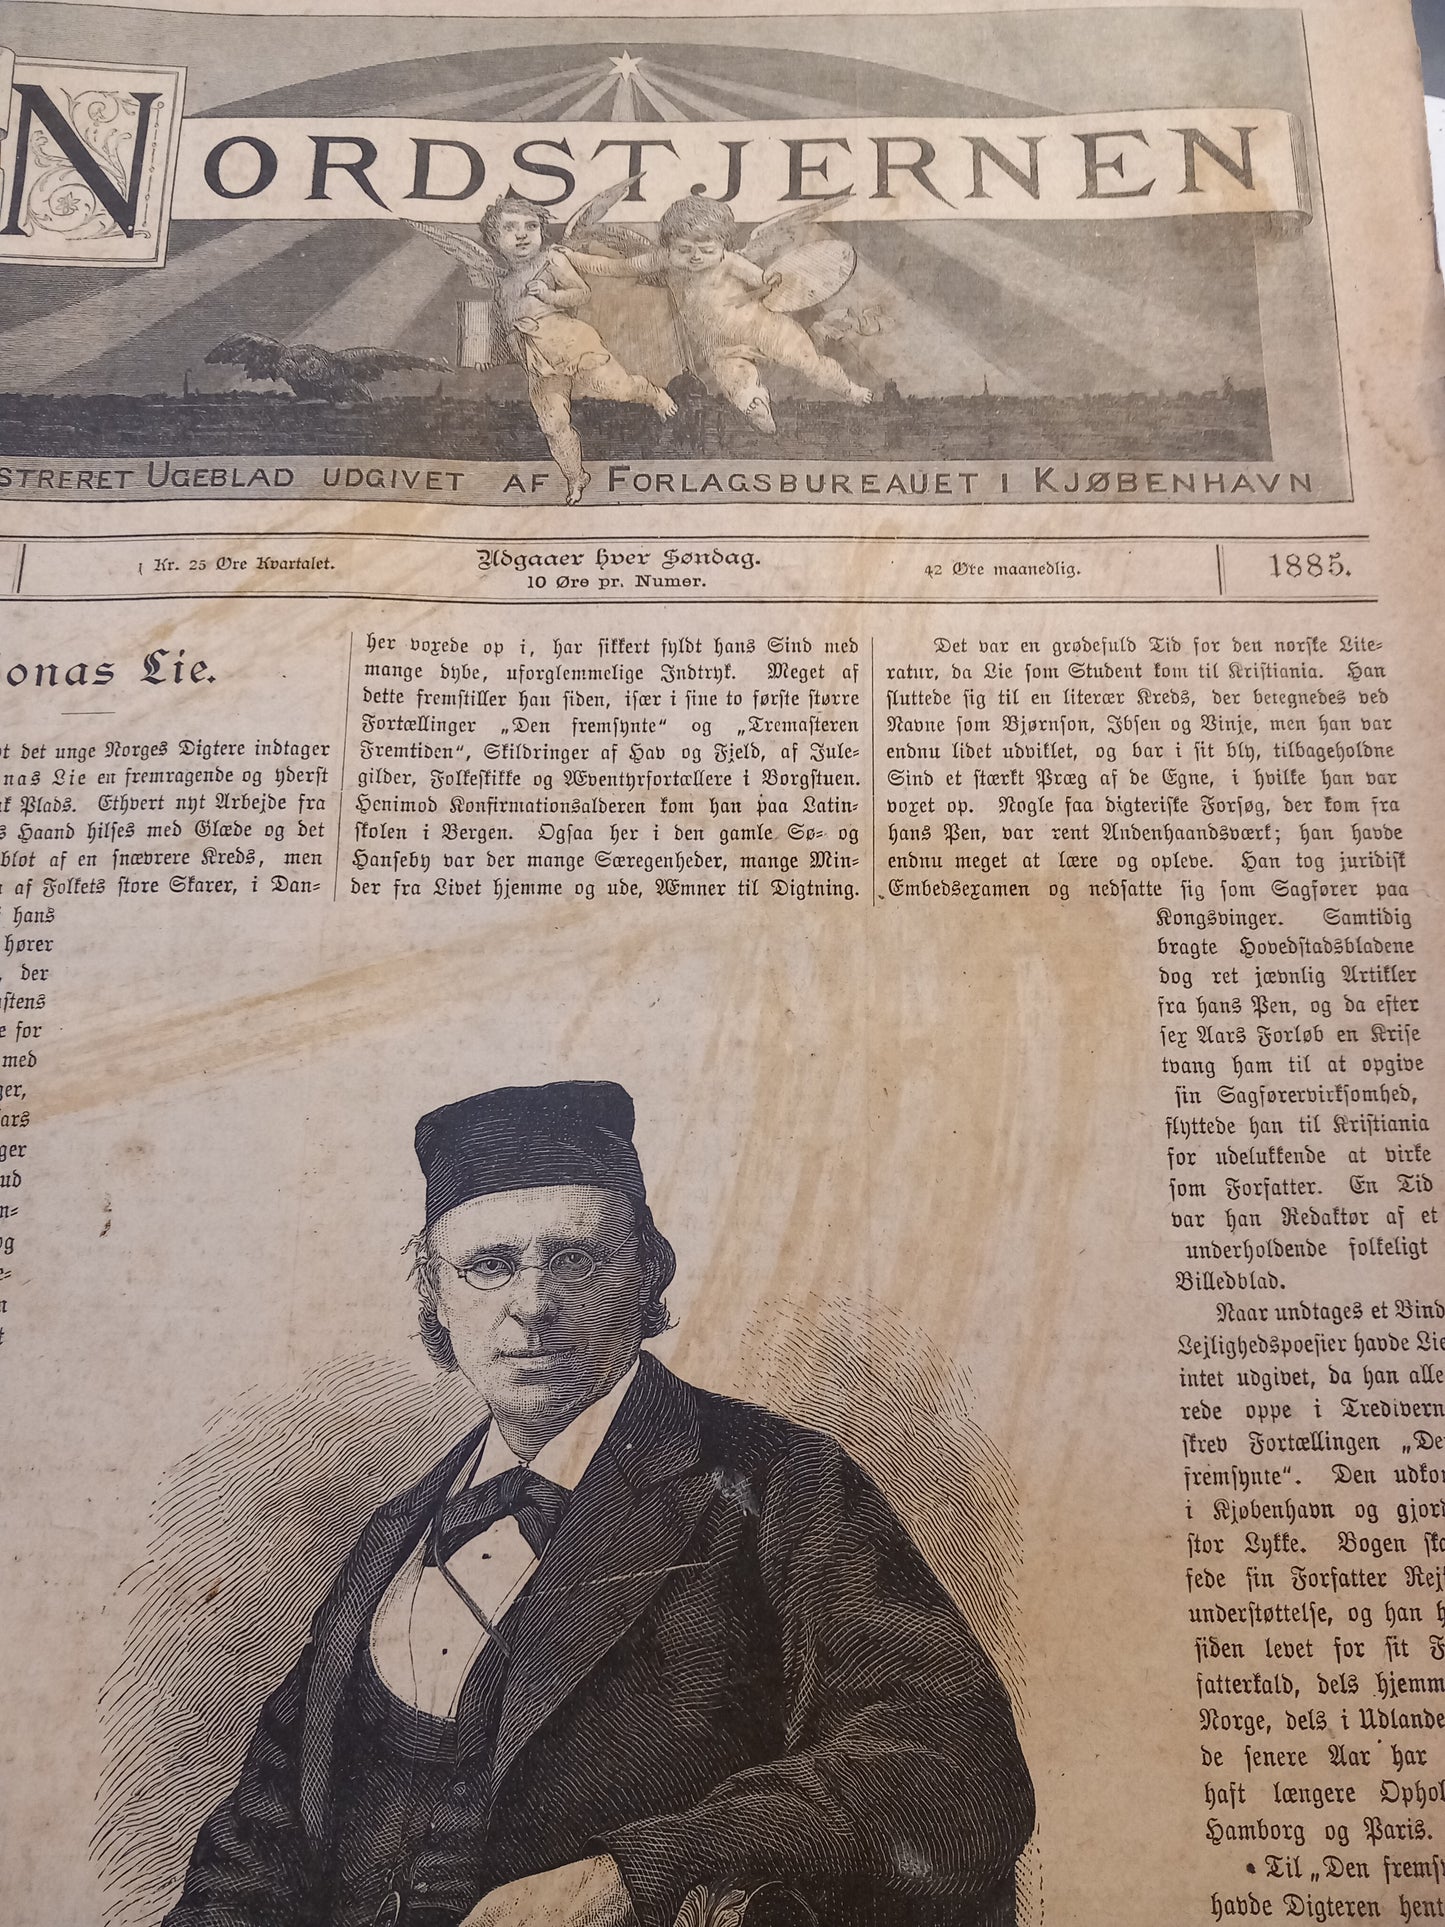 NORDSTJERNEN
UGEBLAD UDGIVET AF FORLAGSBUREAUET I KJØBENHAVN
1 Kr. 25 Øre Kvartalet.
Udgaaer hver Søndag.
10 Øre pr. Numer.
42 Øre maanedlig.
1885.
Lie.
det unge Norges Digtere indtager
Lie en fremragende og yderst
Plads. Ethvert nyt Arbejde fra
Haand hilses med Glæde og det
blot af en snævrere Kreds, men
af Folkets store Skarer, i Dan-
hans
hører
der
for
med
her voxede op i, har sikkert fyldt hans Sind med
mange dybe, uforglemmelige Indtryk. Meget af
dette fremstiller han siden, især i sine to første større
Fortællinger „Den fremsynte“ og „Tremasteren
Fremtiden“, Skildringer af Hav og Fjeld, af Jule-
gilder, Folkeskikke og Æventyrfortællere i Borgstuen.
Henimod Konfirmationsalderen kom han paa Latin-
skolen i Bergen. Ogsaa her i den gamle Sø- og
Hanseby var der mange Særegenheder, mange Min-
der fra Livet hjemme og ude, Æmner til Digtning.
Det var en grødefuld Tid for den norske Lite-
ratur, da Lie som Student kom til Kristiania. Han
sluttede sig til en literær Kreds, der betegnedes ved
Navne som Bjørnson, Ibsen og Vinje, men han var
endnu lidet udviklet, og bar i sit bly, tilbageholdne
Sind et stærkt Præg af de Egne, i hvilke han var
voxet op. Nogle faa digteriske Forsøg, der kom fra
hans Pen, var rent Andenhaandsværk; han havde
endnu meget at lære og opleve. Han tog juridisk
Embedsexamen og nedsatte sig som Sagfører paa
Kongsvinger. Samtidig
bragte Hovedstadsbladene
dog ret jævnlig Artikler
fra hans Pen, og da efter
sex Aars Forløb en Krise
tvang ham til at opgive
sin Sagførervirksomhed,
flyttede han til Kristiania
for udelukkende at virke
som Forfatter. En Tid
var han Redaktør af et
underholdende folkeligt
Billedblad.
Naar undtages et Bind
Lejlighedspoesier havde Lie
intet udgivet, da han alle
rede oppe i
skrev Fortællingen
fremsynte“. Den
i Kjøbenhavn og
stor Lykke. Bogen
fede sin Forfatter
understøttelse, og han
siden levet for sit
fatterkald, dels
Norge, dels i
de senere Aar har
haft længere
Hamborg og Paris.
Til „Den
havde Digteren